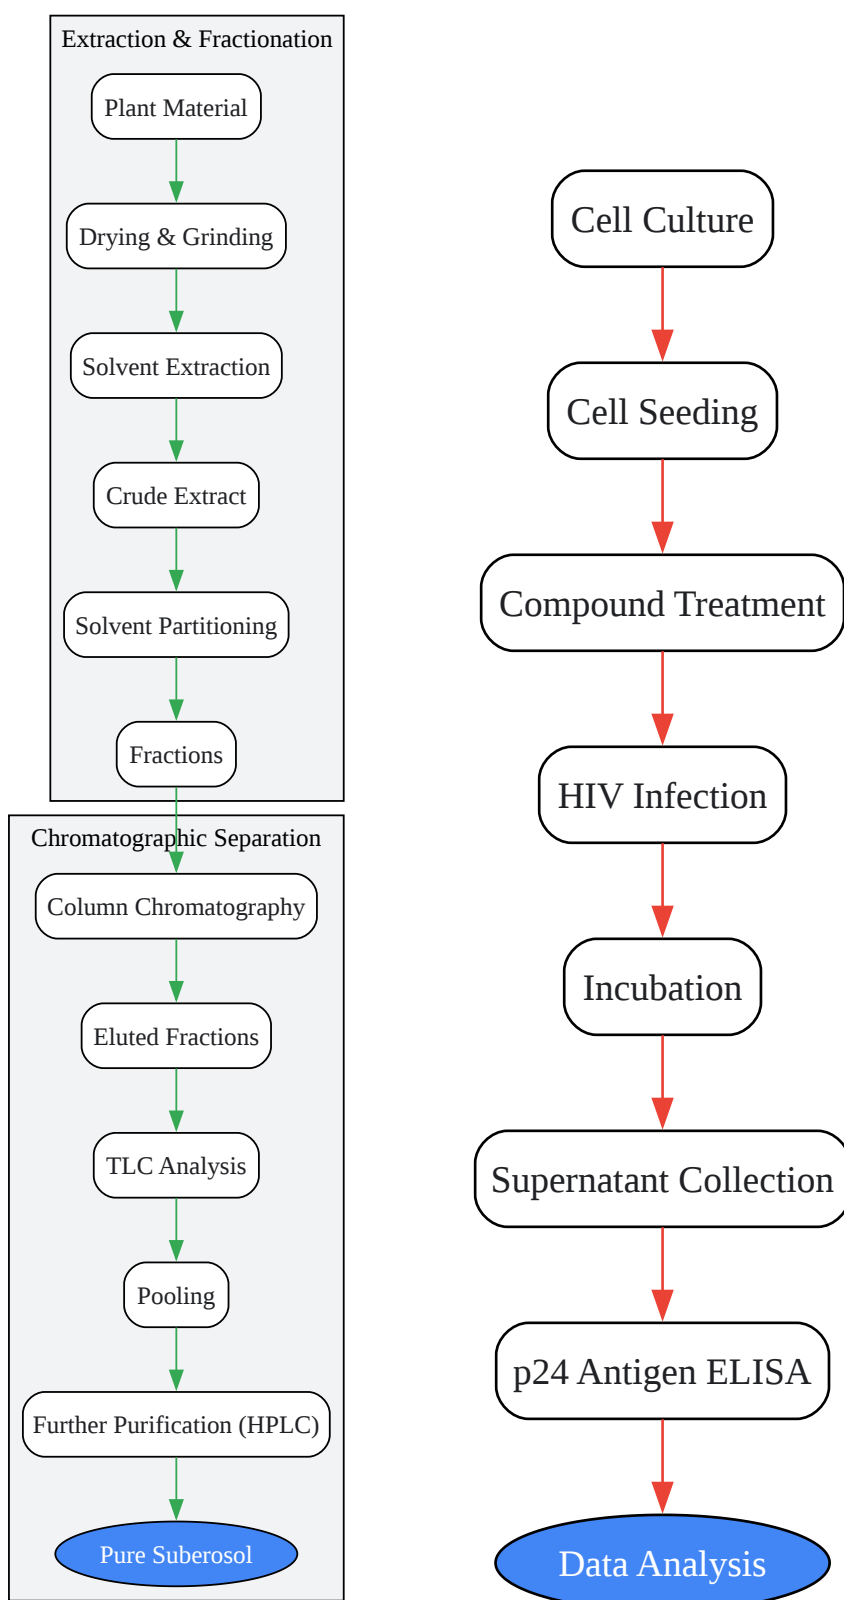 Extraction & Fractionation
Plant Material
Drying & Grinding
Solvent Extraction
Crude Extract
Solvent Partitioning
Fractions
Chromatographic Separation
Column Chromatography
Eluted Fractions
TLC Analysis
Pooling
Further Purification (HPLC)
Pure Suberosol
Cell Culture
Cell Seeding
Compound Treatment
HIV Infection
Incubation
Supernatant Collection
p24 Antigen ELISA
Data Analysis